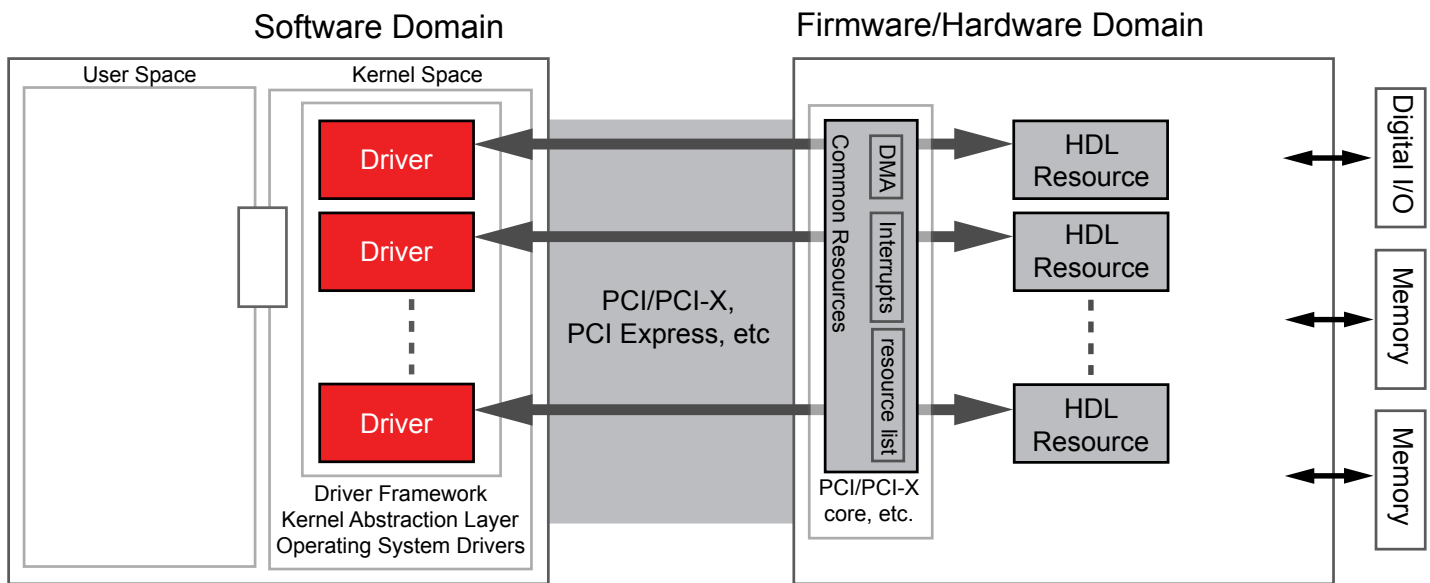 Software Domain
Firmware/Hardware Domain
User Space
Kernel Space
Driver
Driver
Driver
Driver Framework
Kernel Abstraction Layer
Operating System Drivers
PCI/PCI-X,
PCI Express, etc
Common Resources
DMA
Interrupts
resource list
PCI/PCI-X
core, etc.
HDL
Resource
HDL
Resource
HDL
Resource
Digital I/O
Memory
Memory